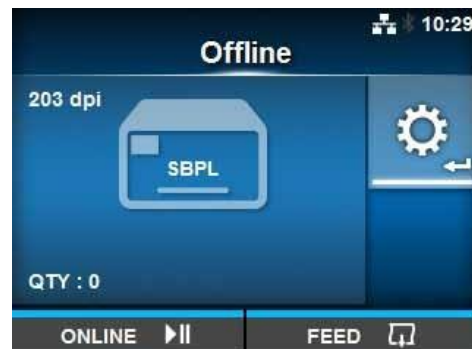 10:29
Offline
203 dpi
SBPL
QTY : 0
ONLINE FEED